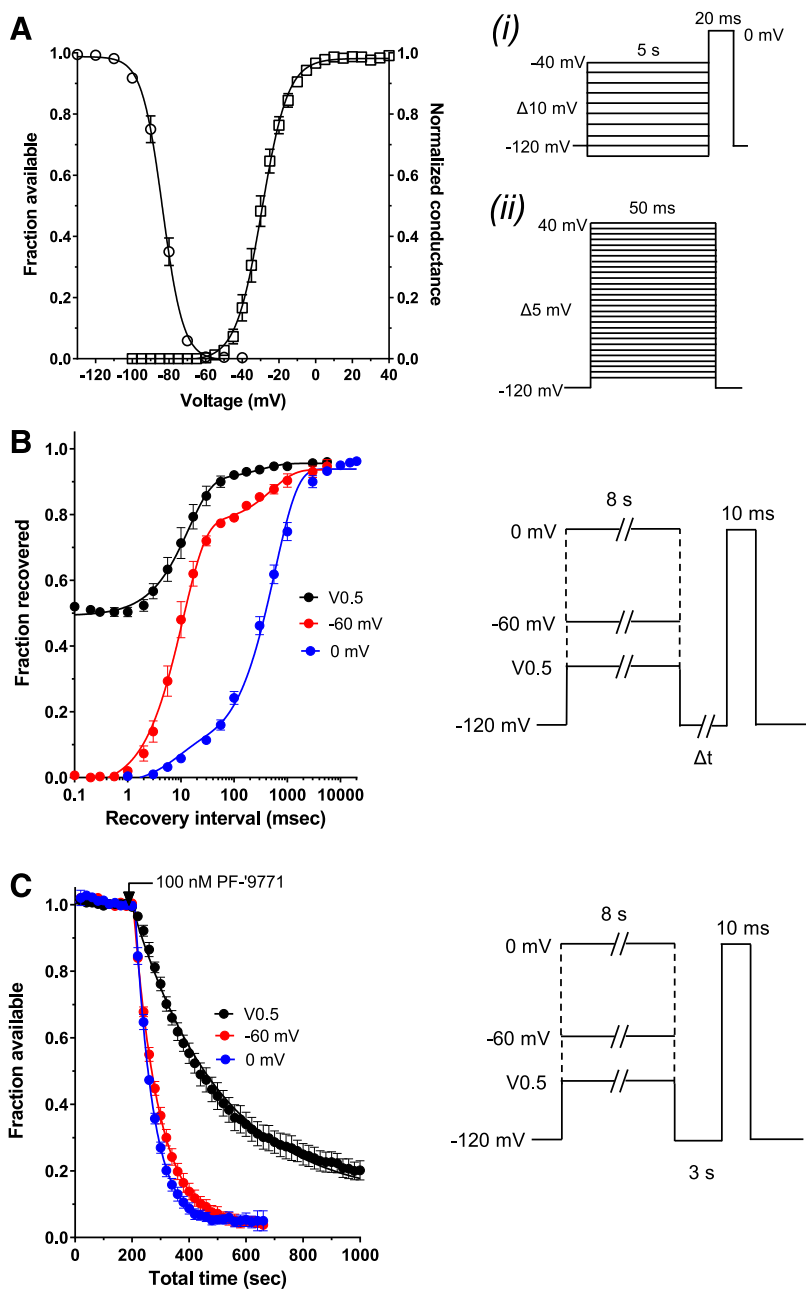 A
Fraction available
1.0
0.8
0.6
0.4
0.2
0.0
-120
-100
-80
-60
-40
-20
0
20
40
Voltage (mV)
1.0
0.8
0.6
0.4
0.2
0.0
Normalized conductance
(i)
20 ms
0 mV
-40 mV
5 s
Δ10 mV
-120 mV
(ii)
50 ms
40 mV
Δ5 mV
-120 mV
B
Fraction recovered
1.0
0.8
0.6
0.4
0.2
0.0
0.1
1
10
100
1000
10000
Recovery interval (msec)
V0.5
-60 mV
0 mV
8 s
10 ms
0 mV
-60 mV
V0.5
-120 mV
Δt
C
100 nM PF-'9771
Fraction available
1.0
0.8
0.6
0.4
0.2
0.0
0
200
400
600
800
1000
Total time (sec)
V0.5
-60 mV
0 mV
8 s
10 ms
0 mV
-60 mV
V0.5
-120 mV
3 s